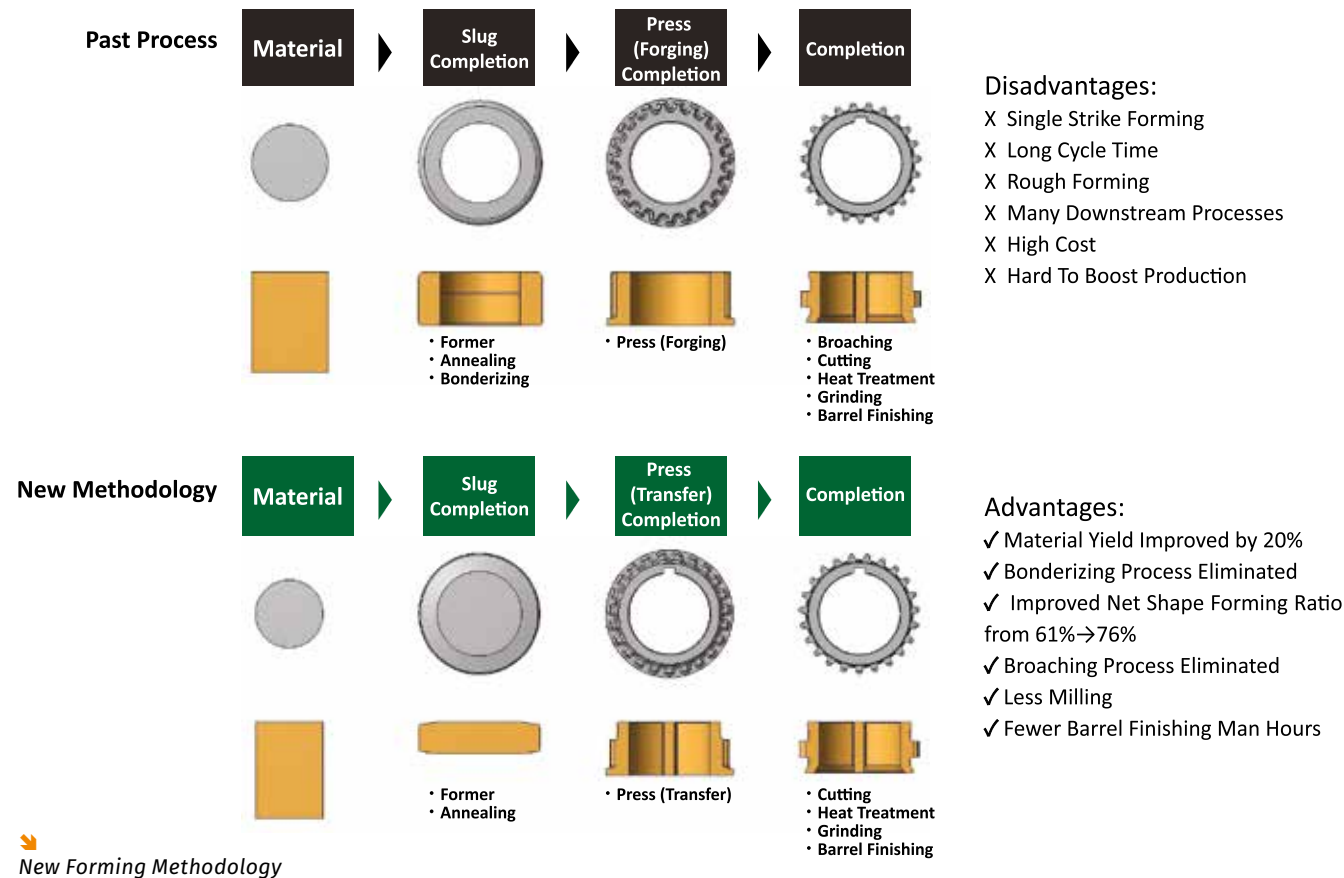 Past Process
Material
Slug
Completion
Press
(Forging)
Completion
Completion
・Former
・Annealing
・Bonderizing
・Press (Forging)
・Broaching
・Cutting
・Heat Treatment
・Grinding
・Barrel Finishing
Disadvantages:
X Single Strike Forming
X Long Cycle Time
X Rough Forming
X Many Downstream Processes
X High Cost
X Hard To Boost Production
New Methodology
Material
Slug
Completion
Press
(Transfer)
Completion
Completion
・Former
・Annealing
・Press (Transfer)
・Cutting
・Heat Treatment
・Grinding
・Barrel Finishing
Advantages:
✓ Material Yield Improved by 20%
✓ Bonderizing Process Eliminated
✓ Improved Net Shape Forming Ratio
from 61%→76%
✓ Broaching Process Eliminated
✓ Less Milling
✓ Fewer Barrel Finishing Man Hours
New Forming Methodology